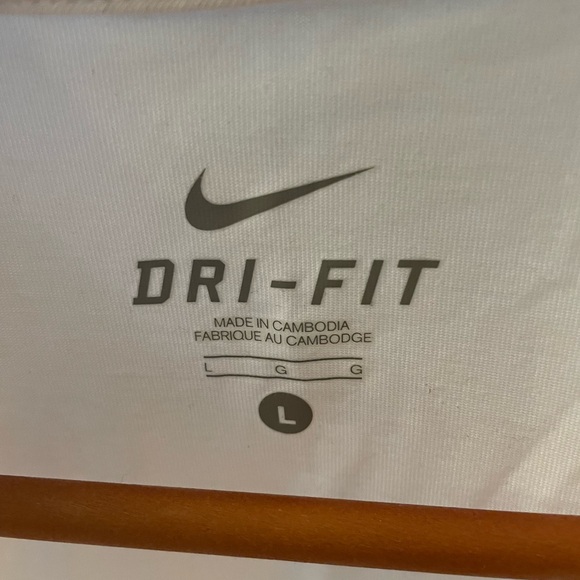 DRI-FIT
MADE IN CAMBODIA
FABRIQUE AU CAMBODGE
L G G
L